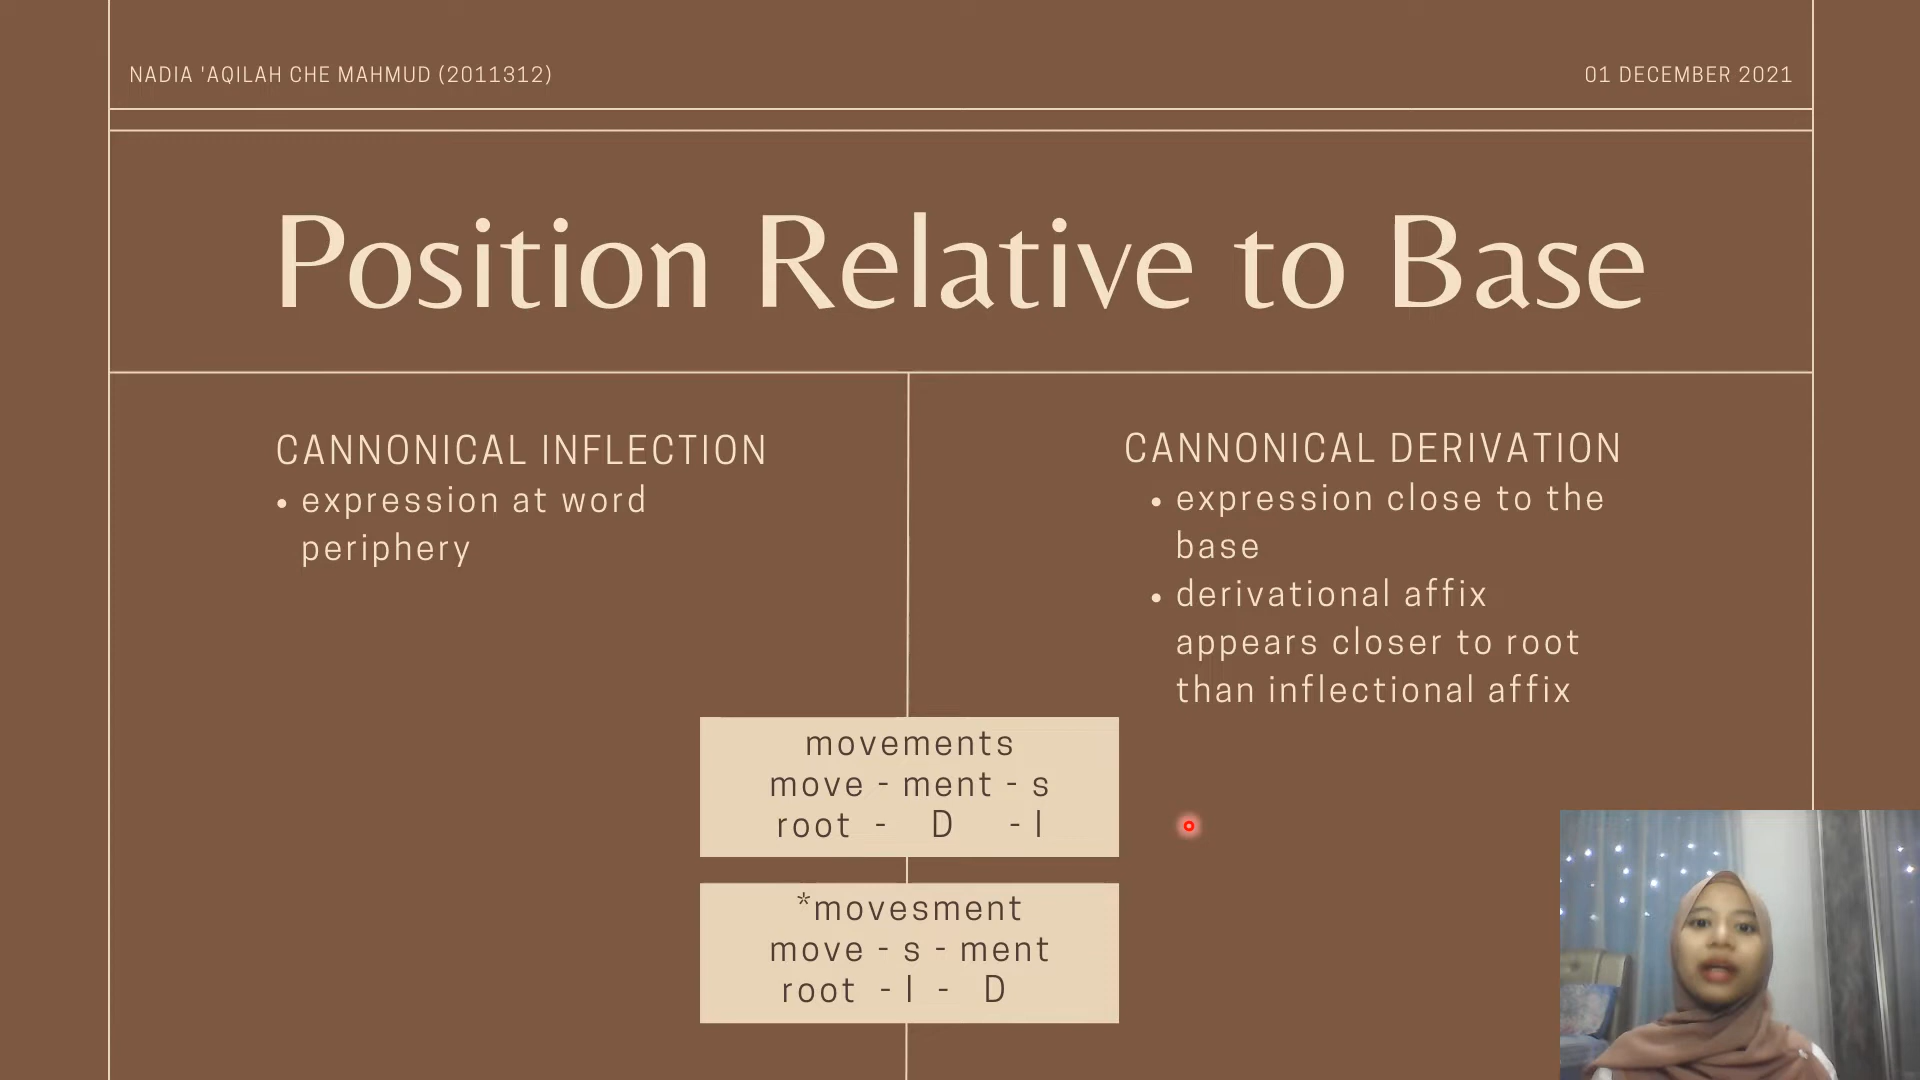 NADIA 'AQILAH CHE MAHMUD (2011312)
01 DECEMBER 2021
Position Relative to Base
CANNONICAL INFLECTION
• expression at word
periphery
CANNONICAL DERIVATION
• expression close to the
base
• derivational affix
appears closer to root
than inflectional affix
movements
move - ment - s
root - D - I
*movesment
move - s - ment
root - I - D